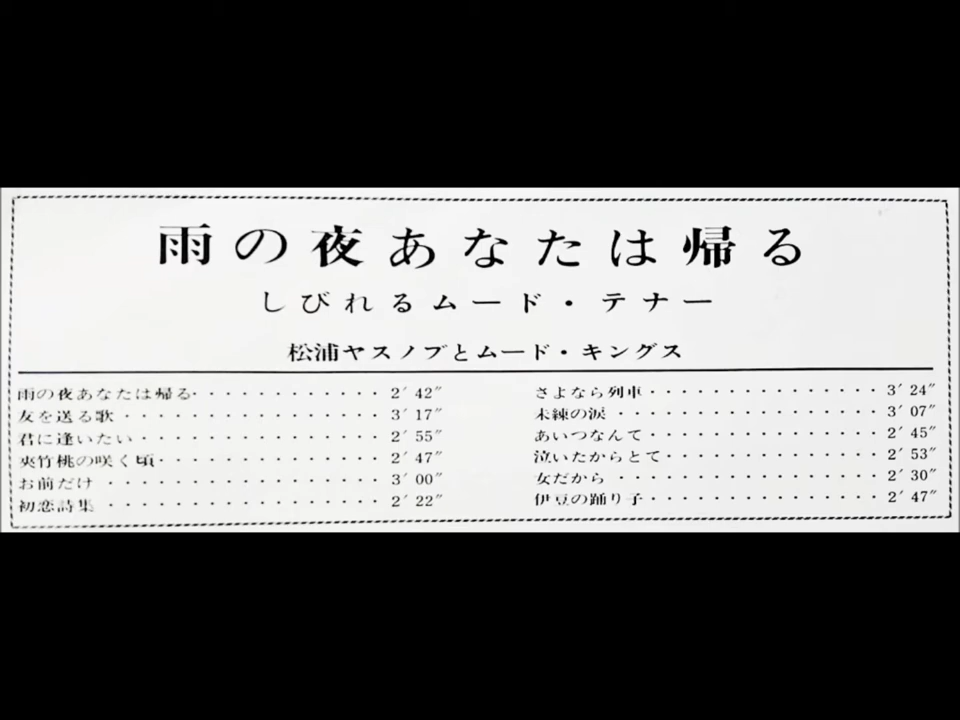 雨の夜あなたは帰る
しびれるムード・テナー
松浦ヤスノブとムード・キングス
雨の夜あなたは帰る・・・・・・・・・・・2′42″
友を送る歌・・・・・・・・・・・・・・・3′17″
君に逢いたい・・・・・・・・・・・・・・2′55″
夾竹桃の咲く頃・・・・・・・・・・・・・2′47″
お前だけ・・・・・・・・・・・・・・・・3′00″
初恋詩集・・・・・・・・・・・・・・・・2′22″
さよなら列車・・・・・・・・・・・・・・3′24″
未練の涙・・・・・・・・・・・・・・・・3′07″
あいつなんて・・・・・・・・・・・・・・2′45″
泣いたからとて・・・・・・・・・・・・・2′53″
女だから・・・・・・・・・・・・・・・・2′30″
伊豆の踊り子・・・・・・・・・・・・・・2′47″